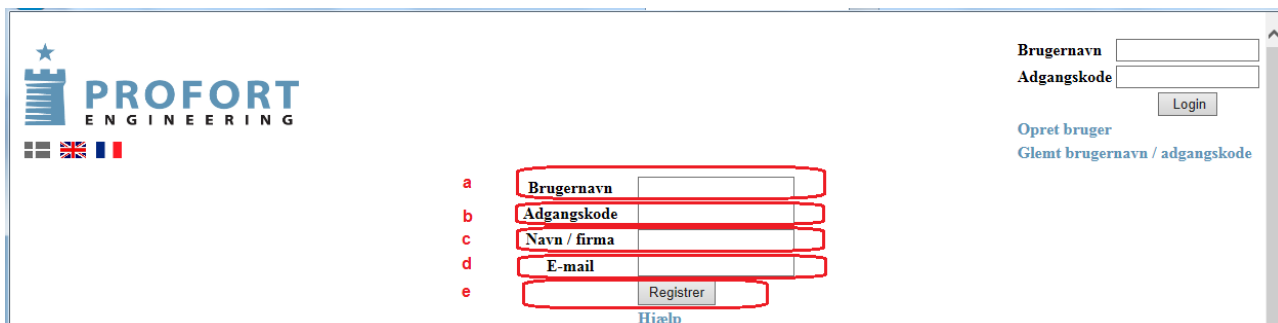 PROFORT
ENGINEERING
Brugernavn
Adgangskode
Login
Opret bruger
Glemt brugernavn / adgangskode
a Brugernavn
b Adgangskode
c Navn / firma
d E-mail
e Registrer
Hjælp